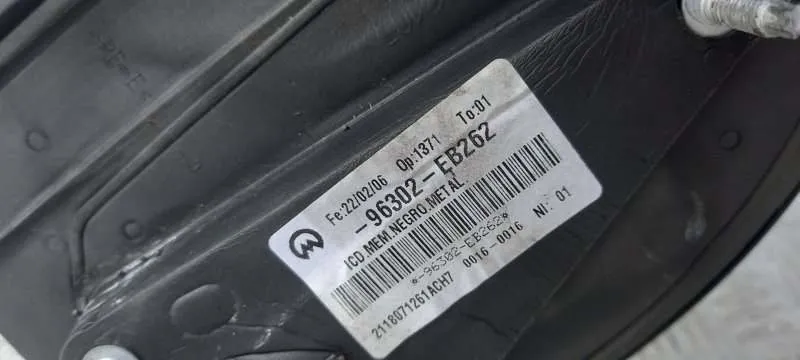 Fe:22/02/06 Op:1371 To:01
-96302-EB262
ICD.MEM.NEGRO.METAL
*-96302-EB262*
2118071261ACH7 0016-0016 NI: 01